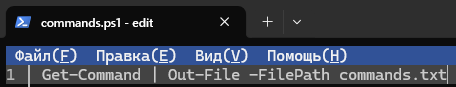 commands.ps1 - edit
Файл(F) Правка(E) Вид(V) Помощь(H)
1 Get-Command | Out-File -FilePath commands.txt